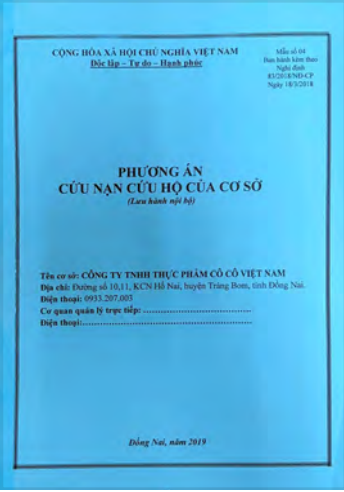 CỘNG HÒA XÃ HỘI CHỦ NGHĨA VIỆT NAM
Độc lập – Tự do – Hạnh phúc
Mẫu số 04
Ban hành kèm theo
Nghị định
83/2018/NĐ-CP
Ngày 18/3/2018
PHƯƠNG ÁN
CỨU NẠN CỨU HỘ CỦA CƠ SỞ
(Lưu hành nội bộ)
Tên cơ sở: CÔNG TY TNHH THỰC PHẨM CÔ CÔ VIỆT NAM
Địa chỉ: Đường số 10,11, KCN Hố Nai, huyện Trảng Bom, tỉnh Đồng Nai.
Điện thoại: 0933.207.003
Cơ quan quản lý trực tiếp: ........................................
Điện thoại:..............................................................
Đồng Nai, năm 2019